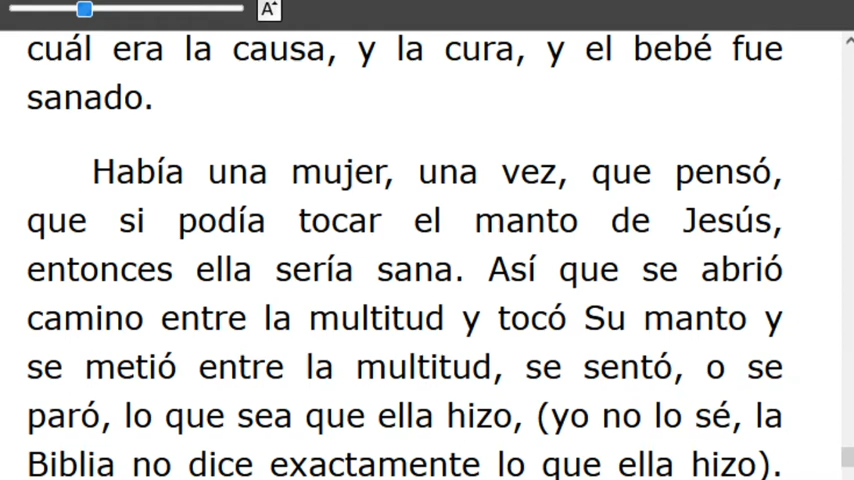 A
cuál era la causa, y la cura, y el bebé fue
sanado.
Había una mujer, una vez, que pensó,
que si podía tocar el manto de Jesús,
entonces ella sería sana. Así que se abrió
camino entre la multitud y tocó Su manto y
se metió entre la multitud, se sentó, o se
paró, lo que sea que ella hizo, (yo no lo sé, la
Biblia no dice exactamente lo que ella hizo).